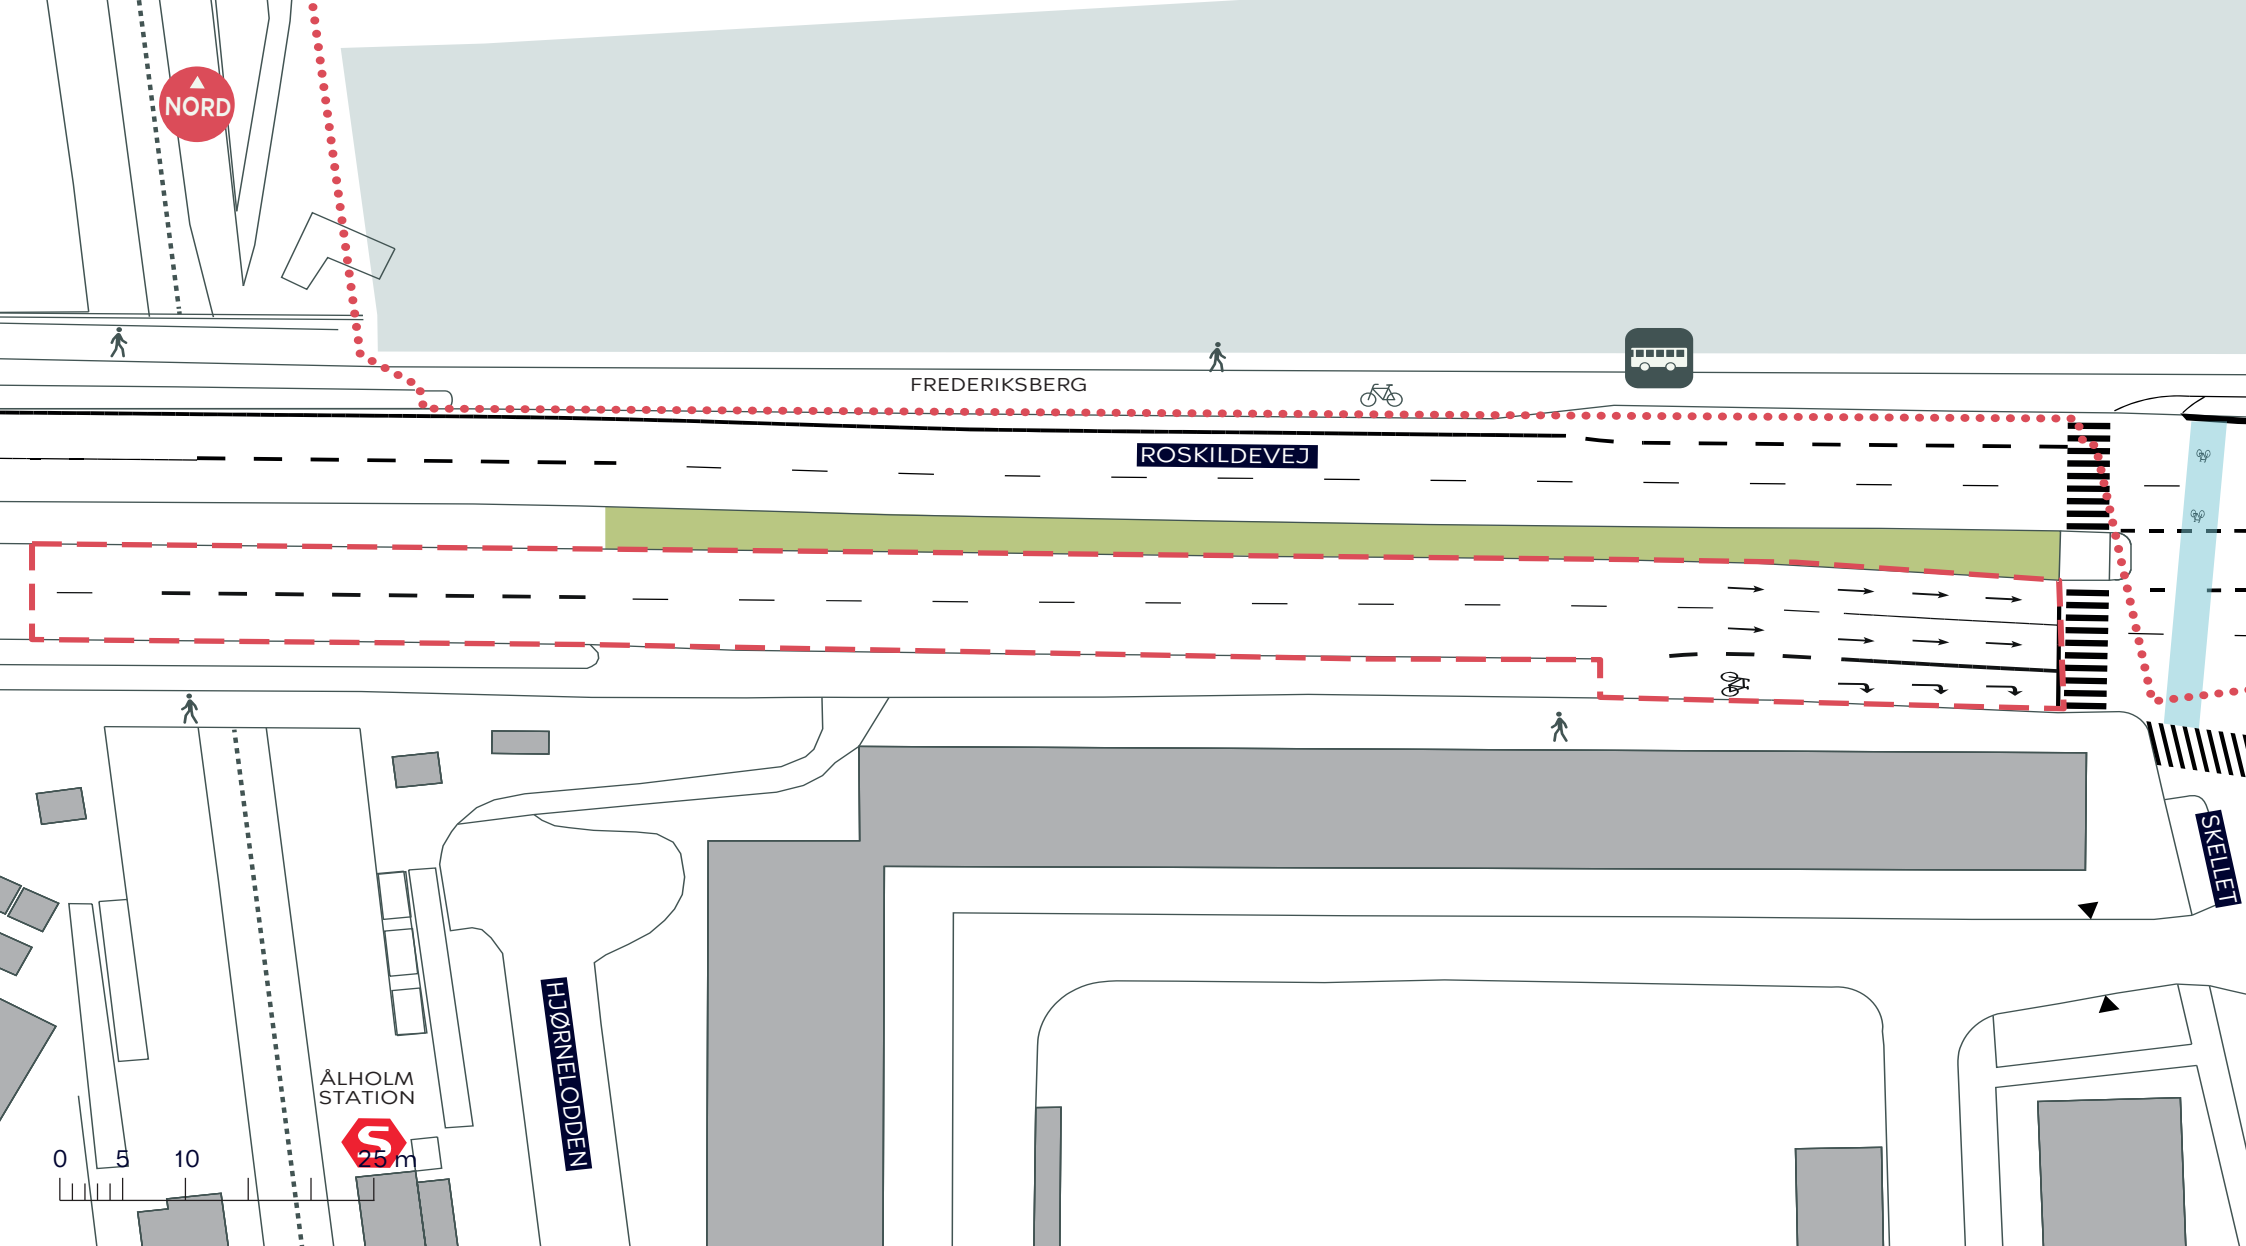 NORD
FREDERIKSBERG
ROSKILDEVEJ
SKELLET
HJØRNELODDEN
ÅLHOLM
STATION
S
0 5 10 25 m